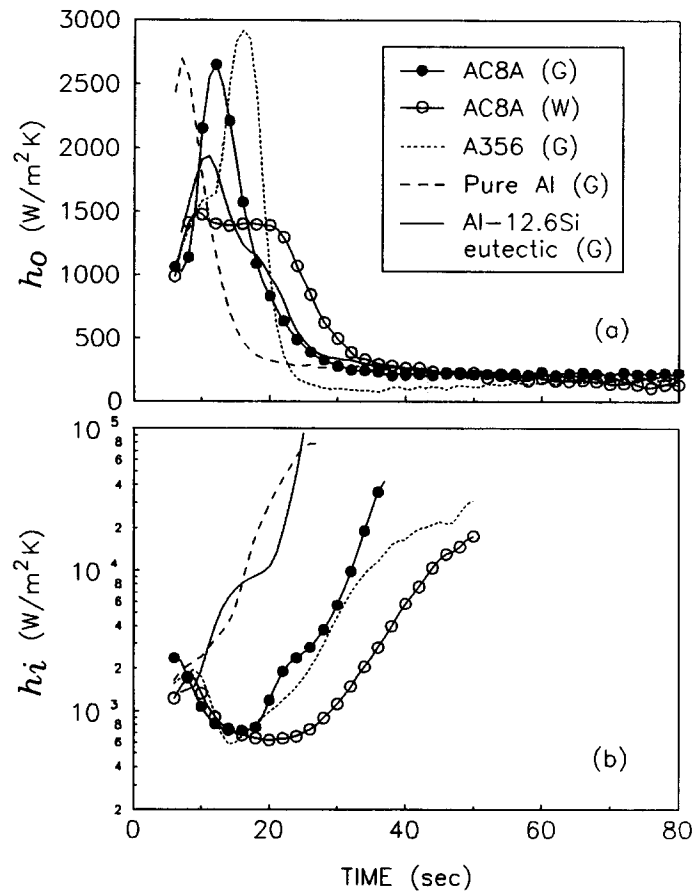 3000
2500
2000
1500
1000
500
0
h_o (W/m²K)
AC8A (G)
AC8A (W)
A356 (G)
Pure Al (G)
Al−12.6Si
eutectic (G)
(a)
10⁵
8
6
4
2
10⁴
8
6
4
2
10³
8
6
4
2
h_i (W/m²K)
(b)
0
20
40
60
80
TIME (sec)